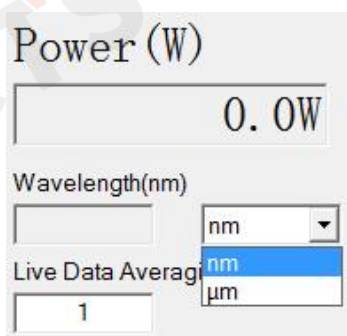 Power(W)
0.0W
Wavelength(nm)
nm
nm
Live Data Averagi
µm
1